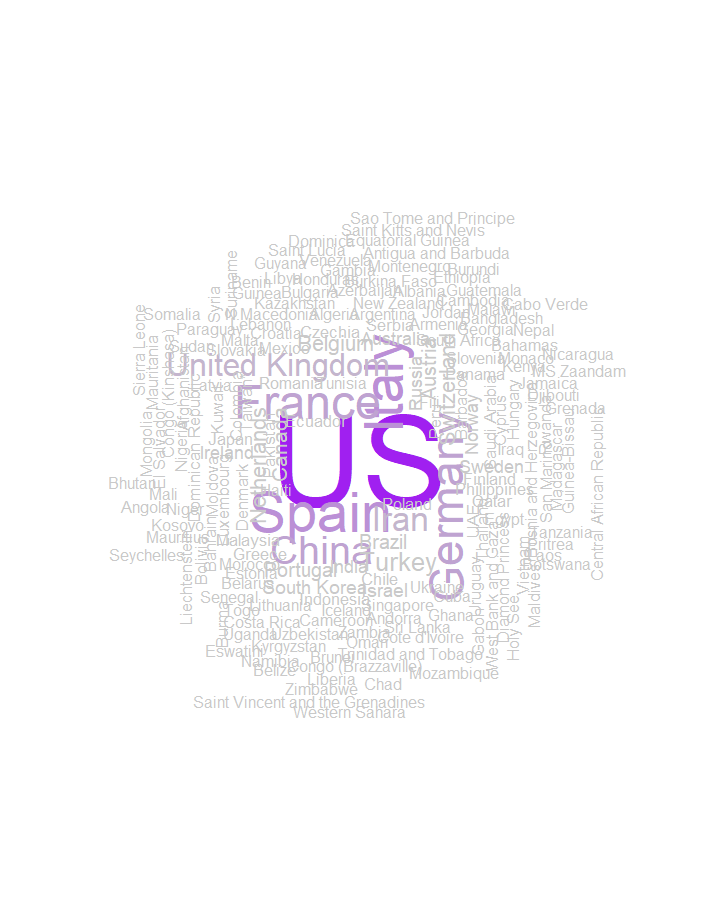 Sao Tome and Principe
Saint Kitts and Nevis
Dominica
Equatorial Guinea
Saint Lucia
Antigua and Barbuda
Venezuela
Guyana
Gambia
Montenegro
Burundi
Libya
Honduras
Burkina Faso
Ethiopia
Benin
Guinea
Bulgaria
Azerbaijan
Albania
Guatemala
Suriname
Syria
Kazakhstan
New Zealand
Cambodia
Cabo Verde
Somalia
N.Macedonia
Algeria
Argentina
Jordan
Malawi
Bangladesh
Paraguay
Lebanon
Croatia
Czechia
Serbia
Armenia
Georgia
Nepal
Sudan
Malta
Slovakia
Mexico
Belgium
Australia
Bahamas
Slovenia
Monaco
Nicaragua
United Kingdom
Italy
Russia
Austria
Switzerland
Panama
Kenya
MS Zaandam
Jamaica
Djibouti
Grenada
Sierra Leone
Mauritania
Latvia
Romania
Tunisia
France
Kuwait
Colombia
Taiwan
US
Ecuador
Canada
Netherlands
Pakistan
Norway
Saudi Arabia
Cyprus
Hungary
Bosnia and Herzegovina
San Marino
Rwanda
Madagascar
Guinea-Bissau
Central African Republic
Mongolia
El Salvador
Congo (Kinshasa)
Nigeria
Afghanistan
Dominican Republic
Japan
Ireland
Iraq
Sweden
Finland
Philippines
Bhutan
Mali
Angola
Niger
Haiti
Poland
Qatar
Egypt
Moldova
Luxembourg
Denmark
Spain
Iran
Germany
UAE
Thailand
Tanzania
Eritrea
Laos
Botswana
Kosovo
Mauritius
Malaysia
China
Brazil
Seychelles
Liechtenstein
Bolivia
Bahrain
Greece
Morocco
Portugal
India
Turkey
Estonia
Chile
Belarus
South Korea
Israel
Ukraine
Cuba
Senegal
Indonesia
Lithuania
Iceland
Singapore
Togo
Burma
Ghana
Costa Rica
Cameroon
Andorra
Sri Lanka
Uganda
Uzbekistan
Zambia
Cote d'Ivoire
Oman
Gabon
Uruguay
West Bank and Gaza
Diamond Princess
Holy See
Vietnam
Maldives
Eswatini
Kyrgyzstan
Brunei
Trinidad and Tobago
Namibia
Congo (Brazzaville)
Belize
Liberia
Mozambique
Zimbabwe
Chad
Saint Vincent and the Grenadines
Western Sahara